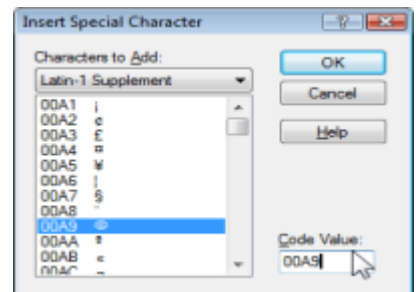 Insert Special Character
Characters to Add:
Latin-1 Supplement
00A1 ¡
00A2 ¢
00A3 £
00A4 ¤
00A5 ¥
00A6 ¦
00A7 §
00A8 ¨
00A9 ©
00AA ª
00AB «
00AC ¬
OK
Cancel
Help
Code Value:
00A9